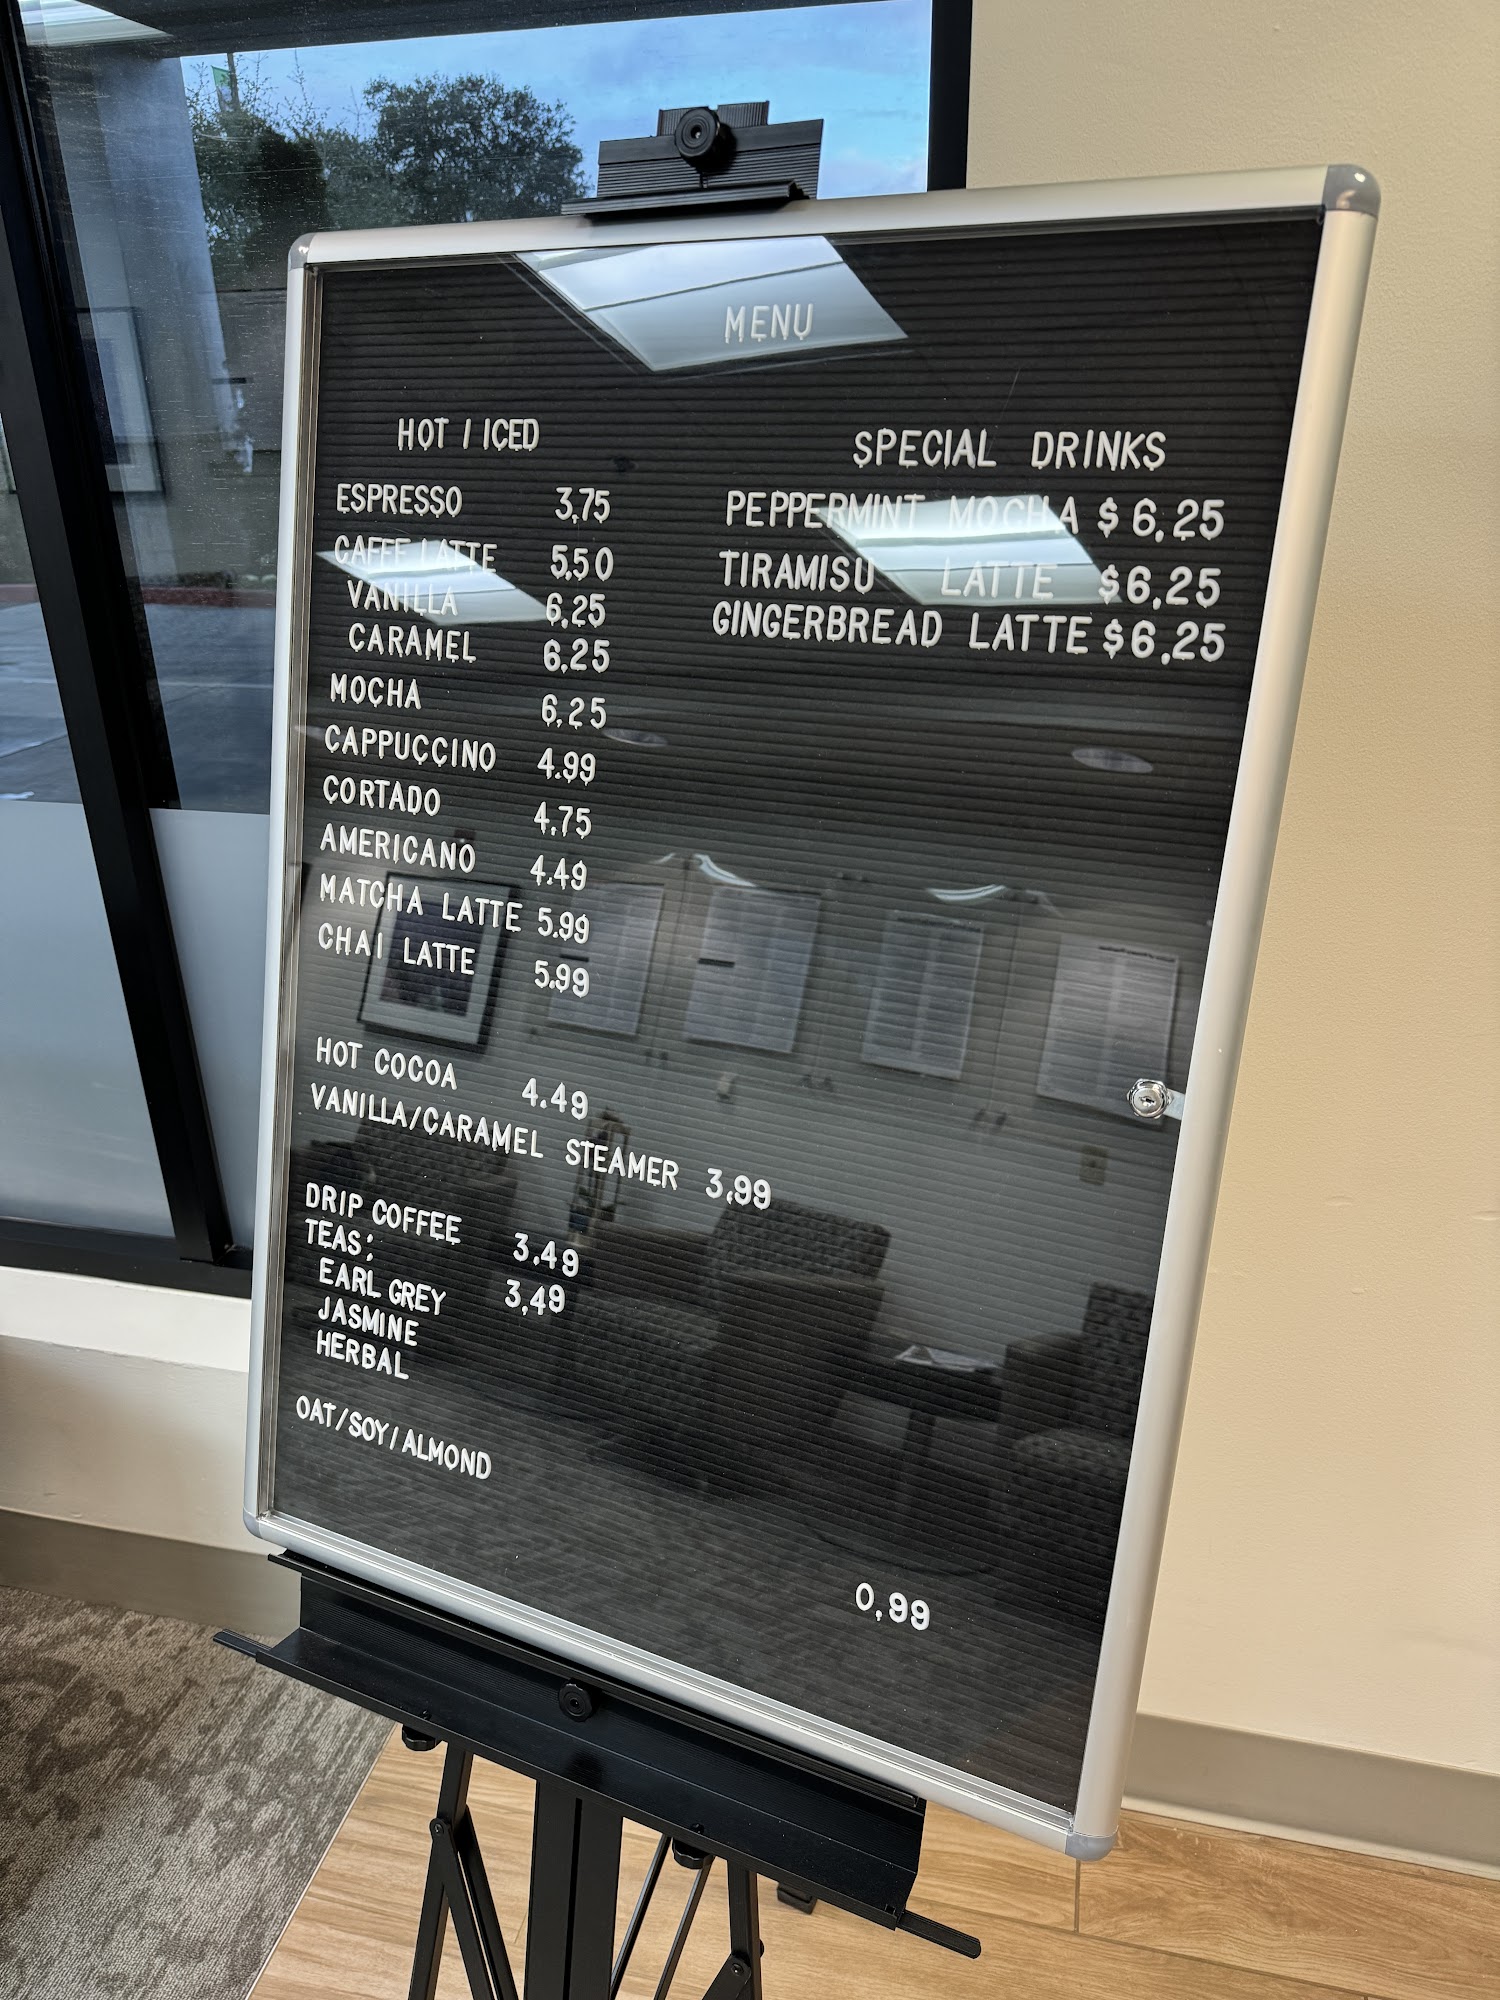 MENU
HOT / ICED
ESPRESSO 3.75
CAFFE LATTE 5.50
VANILLA 6.25
CARAMEL 6.25
MOCHA 6.25
CAPPUCCINO 4.99
CORTADO 4.75
AMERICANO 4.49
MATCHA LATTE 5.99
CHAI LATTE 5.99
HOT COCOA 4.49
VANILLA/CARAMEL STEAMER 3.99
DRIP COFFEE 3.49
TEAS: 3.49
EARL GREY
JASMINE
HERBAL
OAT/SOY/ALMOND 0.99
SPECIAL DRINKS
PEPPERMINT MOCHA $6.25
TIRAMISU LATTE $6.25
GINGERBREAD LATTE $6.25